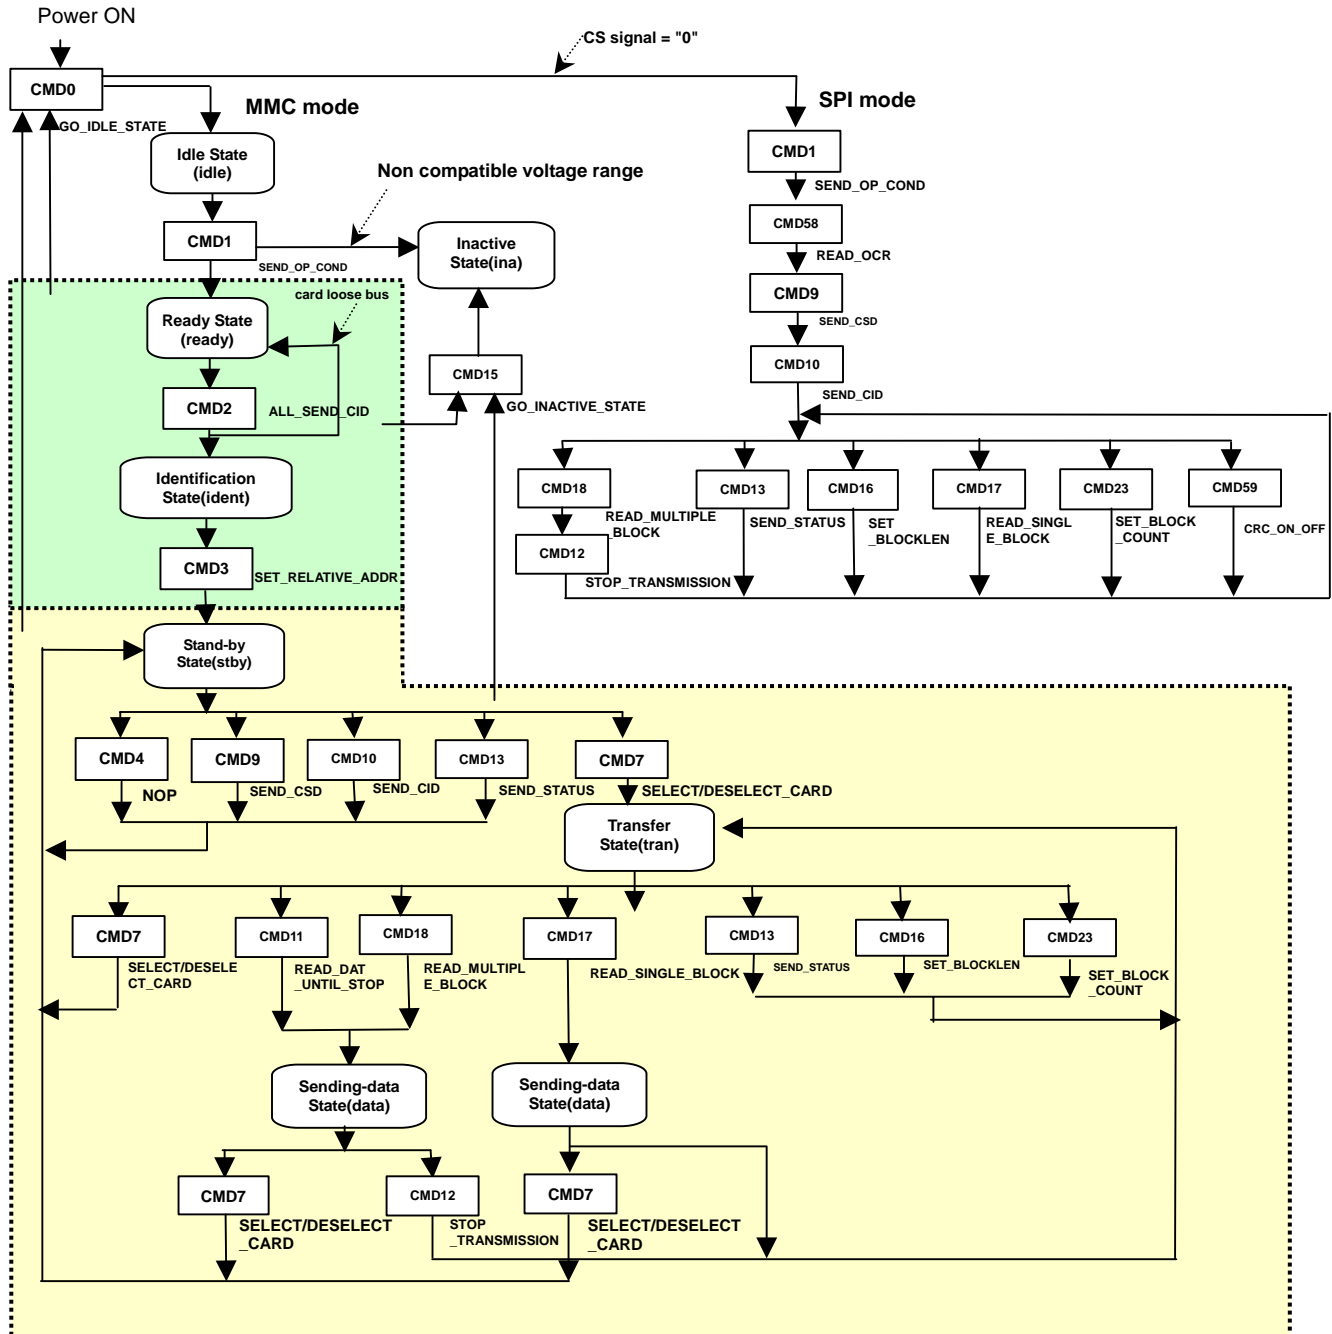 Power ON
CS signal = "0"
CMD0
MMC mode
SPI mode
GO_IDLE_STATE
Idle State
(idle)
CMD1
Non compatible voltage range
SEND_OP_COND
CMD1
Inactive
State(ina)
CMD58
READ_OCR
SEND_OP_COND
card loose bus
CMD9
Ready State
(ready)
SEND_CSD
CMD15
CMD10
CMD2
ALL_SEND_CID
GO_INACTIVE_STATE
SEND_CID
Identification
State(ident)
CMD18
CMD13
CMD16
CMD17
CMD23
CMD59
READ_MULTIPLE
_BLOCK
SEND_STATUS
SET
_BLOCKLEN
READ_SINGL
E_BLOCK
SET_BLOCK
_COUNT
CRC_ON_OFF
CMD12
STOP_TRANSMISSION
CMD3
SET_RELATIVE_ADDR
Stand-by
State(stby)
CMD4
CMD9
CMD10
CMD13
CMD7
NOP
SEND_CSD
SEND_CID
SEND_STATUS
SELECT/DESELECT_CARD
Transfer
State(tran)
CMD7
CMD11
CMD18
CMD17
CMD13
CMD16
CMD23
SELECT/DESELE
CT_CARD
READ_DAT
_UNTIL_STOP
READ_MULTIPL
E_BLOCK
READ_SINGLE_BLOCK
SEND_STATUS
SET_BLOCKLEN
SET_BLOCK
_COUNT
Sending-data
State(data)
Sending-data
State(data)
CMD7
CMD12
CMD7
SELECT/DESELECT
_CARD
STOP
_TRANSMISSION
SELECT/DESELECT
_CARD